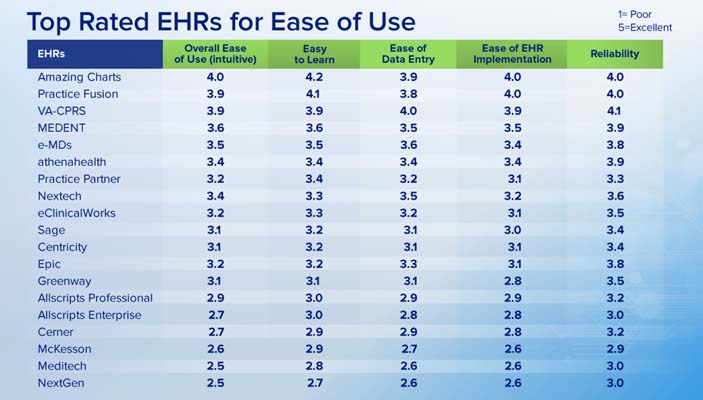 Top Rated EHRs for Ease of Use
1= Poor
5=Excellent
EHRs Overall Ease of Use (intuitive) Easy to Learn Ease of Data Entry Ease of EHR Implementation Reliability
Amazing Charts 4.0 4.2 3.9 4.0 4.0
Practice Fusion 3.9 4.1 3.8 4.0 4.0
VA-CPRS 3.9 3.9 4.0 3.9 4.1
MEDENT 3.6 3.6 3.5 3.5 3.9
e-MDs 3.5 3.5 3.6 3.4 3.8
athenahealth 3.4 3.4 3.4 3.4 3.9
Practice Partner 3.2 3.4 3.2 3.1 3.3
Nextech 3.4 3.3 3.5 3.2 3.6
eClinicalWorks 3.2 3.3 3.2 3.1 3.5
Sage 3.1 3.2 3.1 3.0 3.4
Centricity 3.1 3.2 3.1 3.1 3.4
Epic 3.2 3.2 3.3 3.1 3.8
Greenway 3.1 3.1 3.1 2.8 3.5
Allscripts Professional 2.9 3.0 2.9 2.9 3.2
Allscripts Enterprise 2.7 3.0 2.8 2.8 3.0
Cerner 2.7 2.9 2.9 2.8 3.2
McKesson 2.6 2.9 2.7 2.6 2.9
Meditech 2.5 2.8 2.6 2.6 3.0
NextGen 2.5 2.7 2.6 2.6 3.0